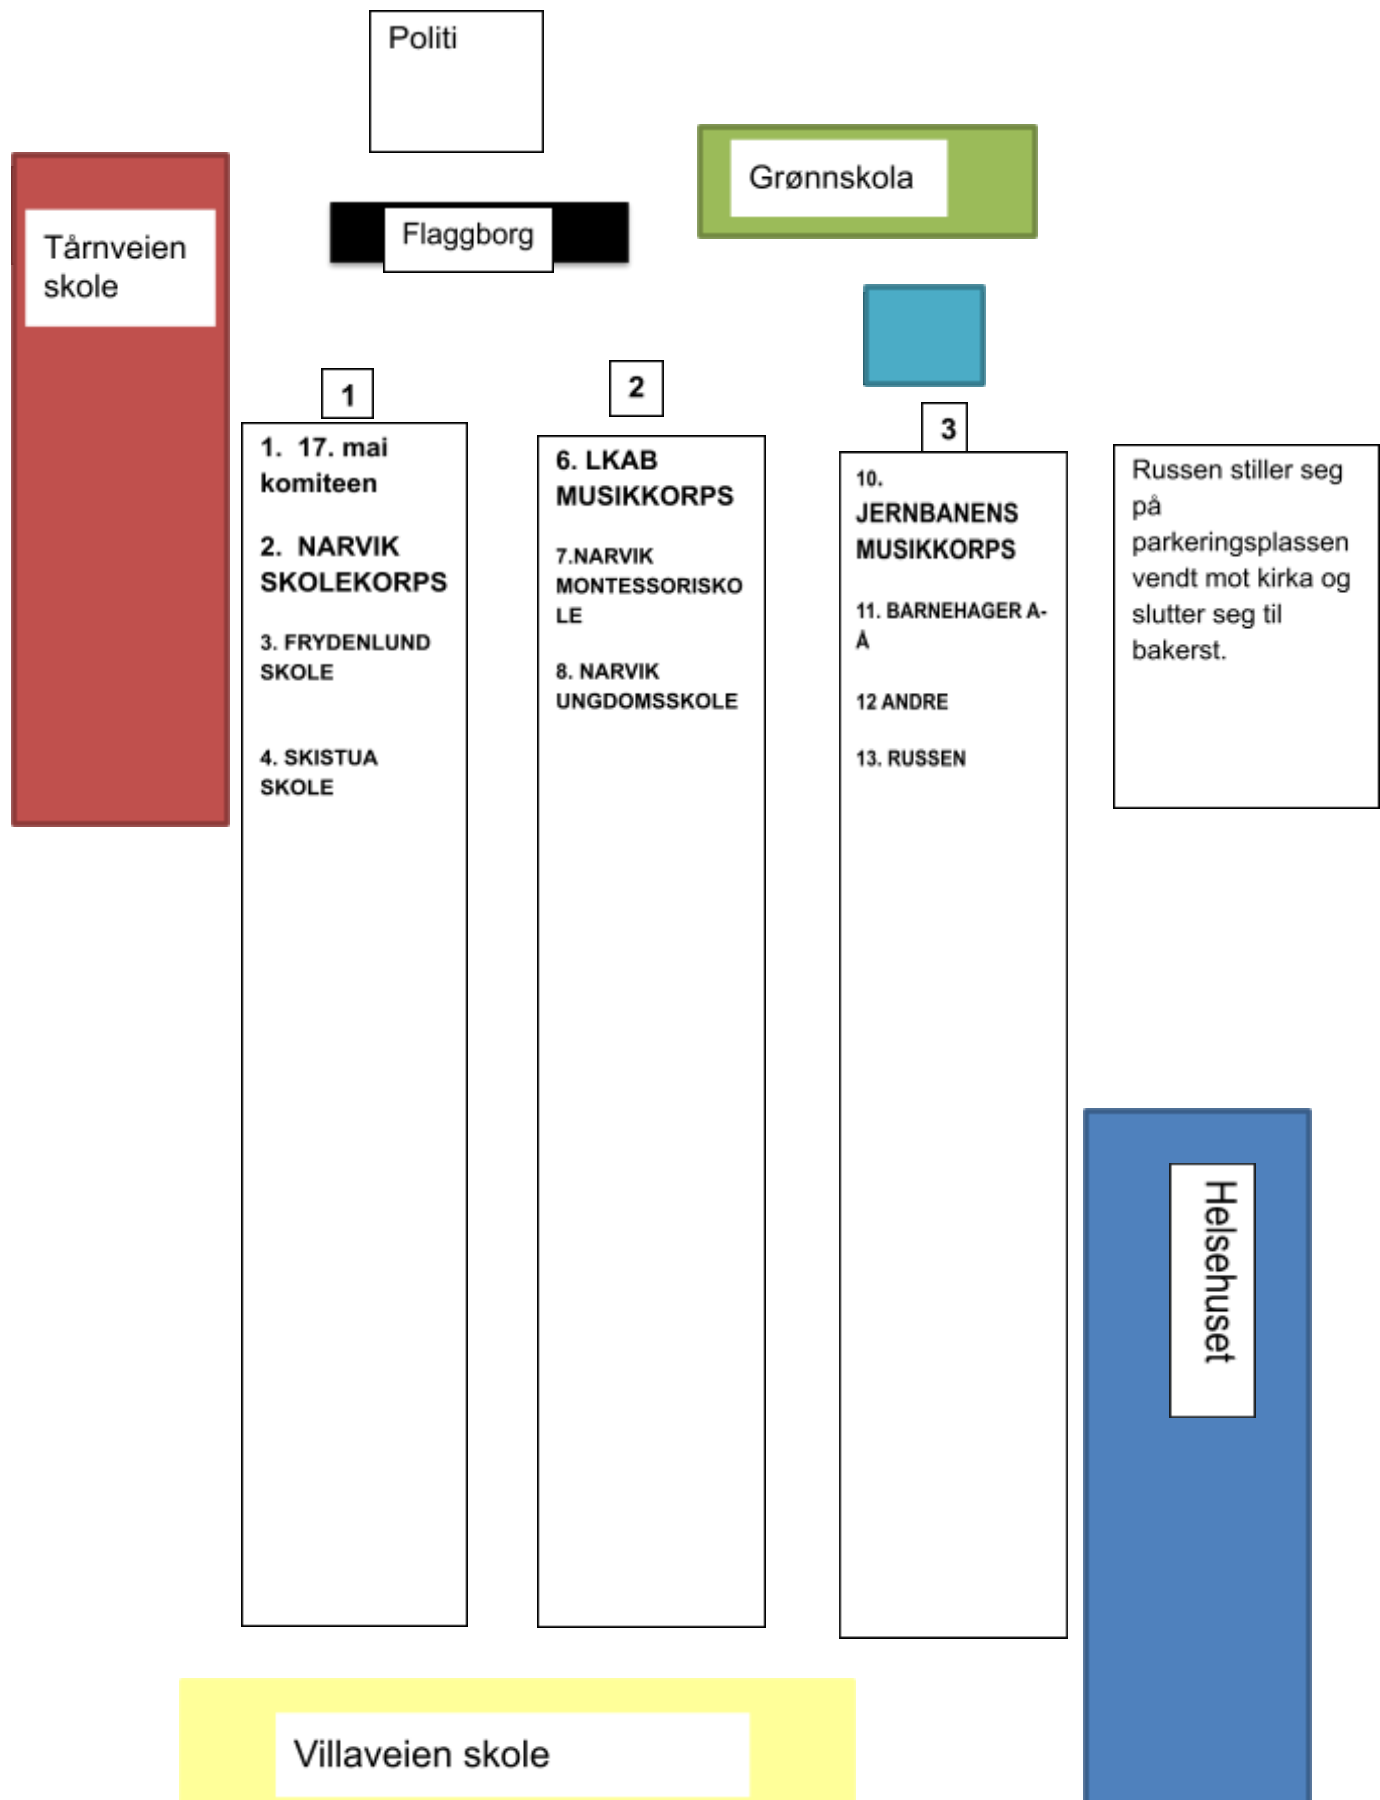 Politi
Grønnskola
Flaggborg
Tårnveien
skole
1
1. 17. mai
komiteen
2. NARVIK
SKOLEKORPS
3. FRYDENLUND
SKOLE
4. SKISTUA
SKOLE
2
6. LKAB
MUSIKKORPS
7.NARVIK
MONTESSORISKO
LE
8. NARVIK
UNGDOMSSKOLE
3
10.
JERNBANENS
MUSIKKORPS
11. BARNEHAGER A-
Å
12 ANDRE
13. RUSSEN
Russen stiller seg
på
parkeringsplassen
vendt mot kirka og
slutter seg til
bakerst.
Helsehuset
Villaveien skole